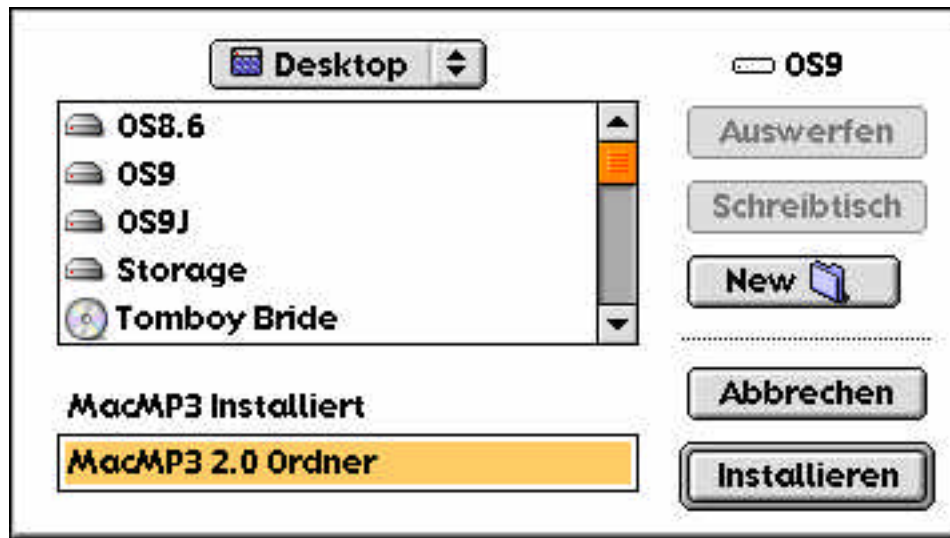 Desktop
OS8.6
OS9
OS9J
Storage
Tomboy Bride
MacMP3 Installiert
MacMP3 2.0 Ordner
OS9
Auswerfen
Schreibtisch
New
Abbrechen
Installieren